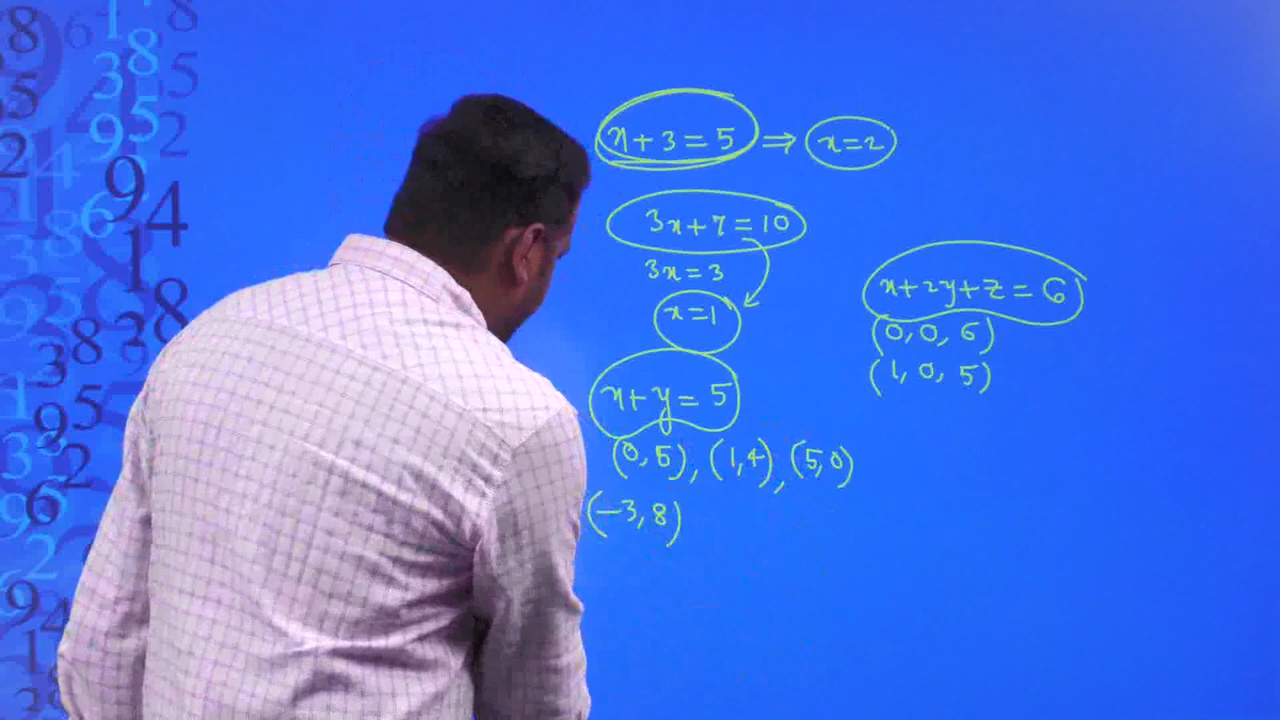 x+3=5 ⇒ x=2
3x+7=10
3x=3
x=1
x+y=5
(0,5), (1,4), (5,0)
(-3,8)
x+2y+z=6
(0,0,6)
(1,0,5)